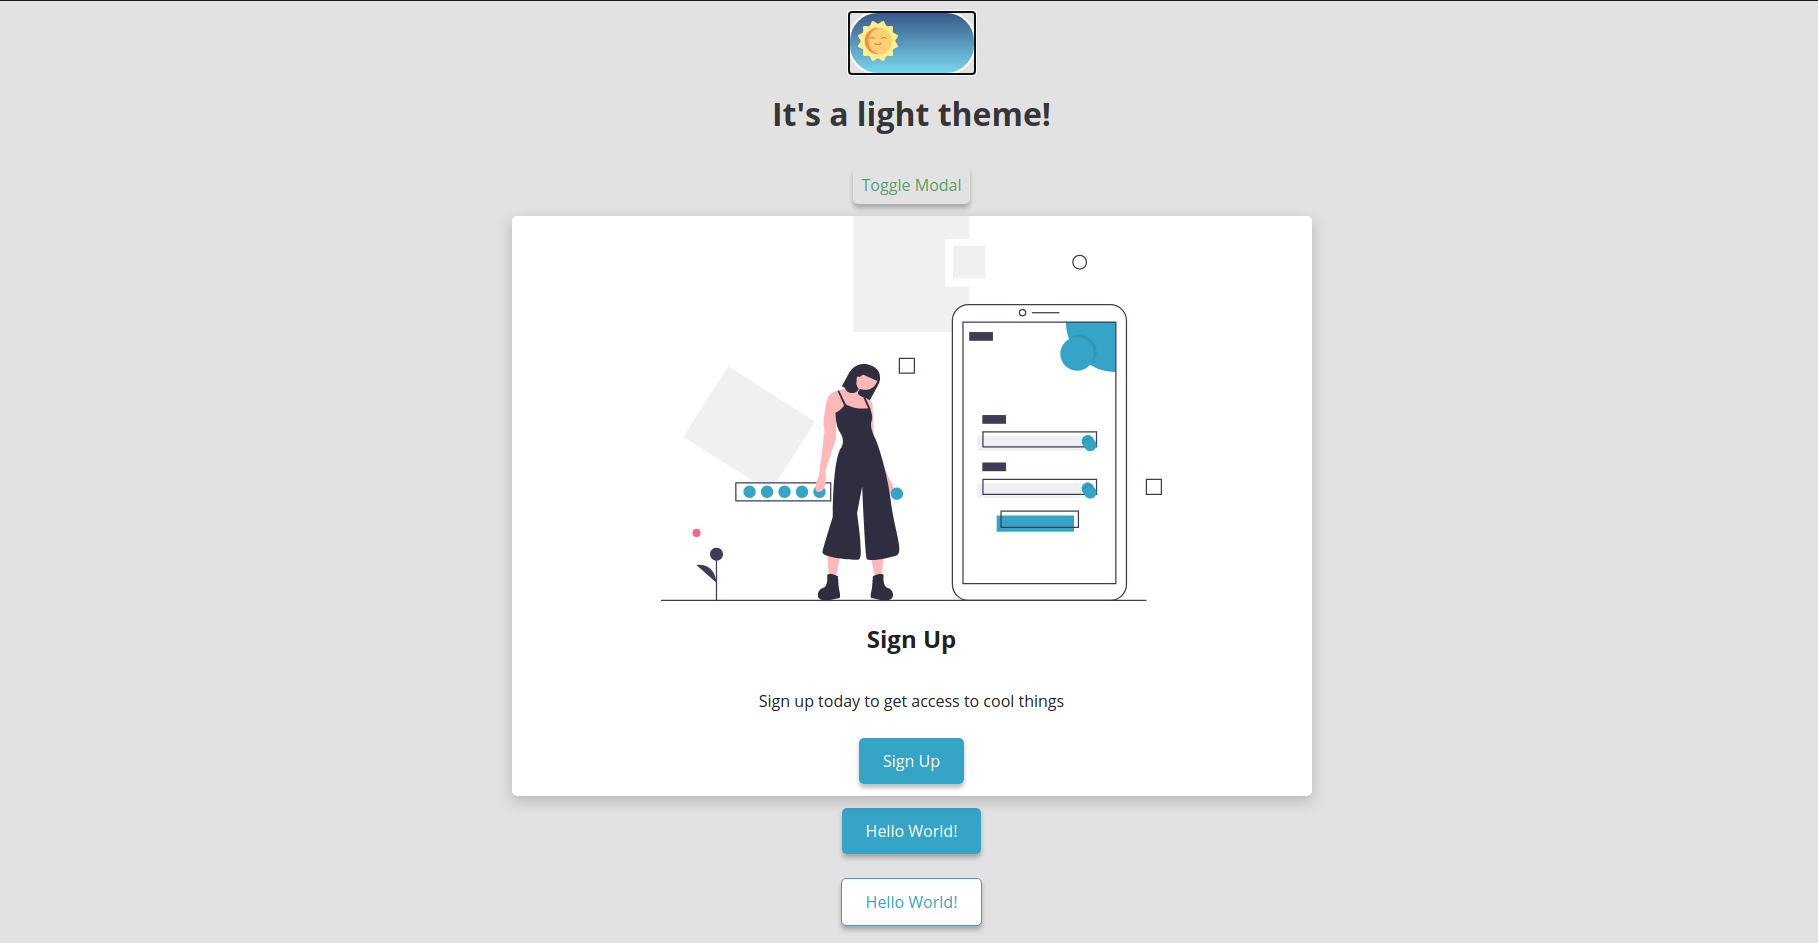 It's a light theme!
Toggle Modal
Sign Up
Sign up today to get access to cool things
Sign Up
Hello World!
Hello World!